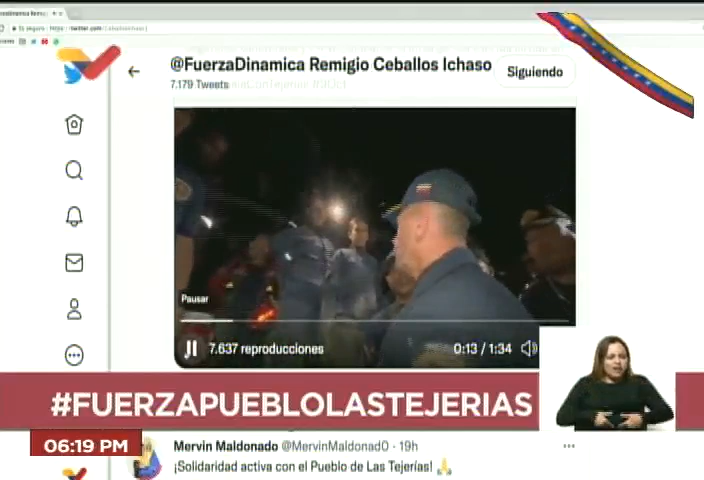 @FuerzaDinamica Remigio Ceballos Ichaso
Siguiendo
7.179 Tweets
Pausar
7.637 reproducciones
0:13 / 1:34
#FUERZAPUEBLOLASTEJERIAS
06:19 PM
Mervin Maldonado @MervinMaldonad0 · 19h
¡Solidaridad activa con el Pueblo de Las Tejerías!